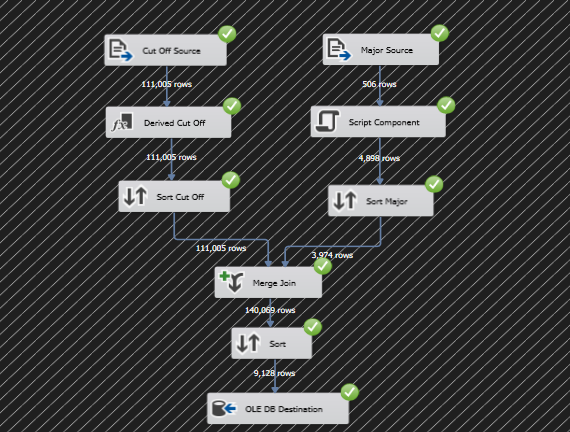 Cut Off Source
Major Source
111,005 rows
506 rows
fx
Derived Cut Off
Script Component
111,005 rows
4,898 rows
Sort Cut Off
Sort Major
111,005 rows
3,974 rows
Merge Join
140,069 rows
Sort
9,128 rows
OLE DB Destination